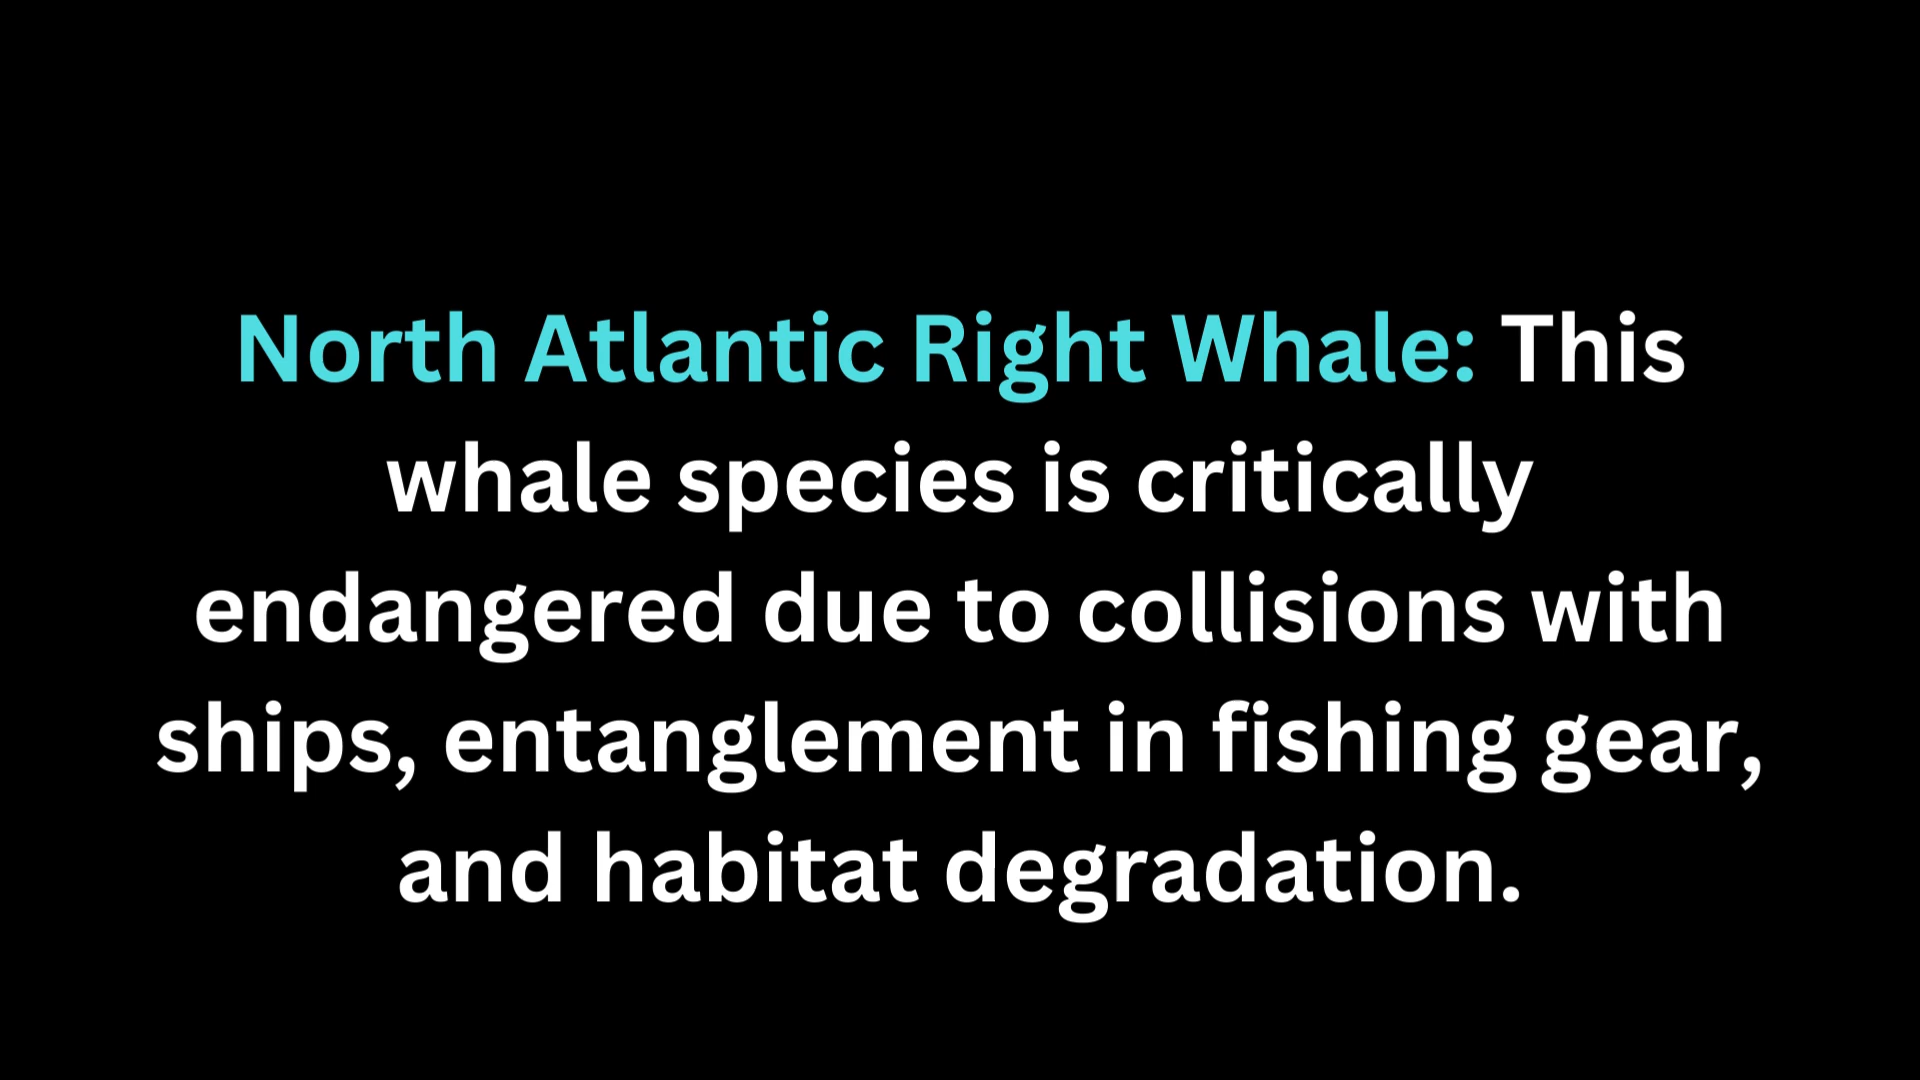 North Atlantic Right Whale: This
whale species is critically
endangered due to collisions with
ships, entanglement in fishing gear,
and habitat degradation.